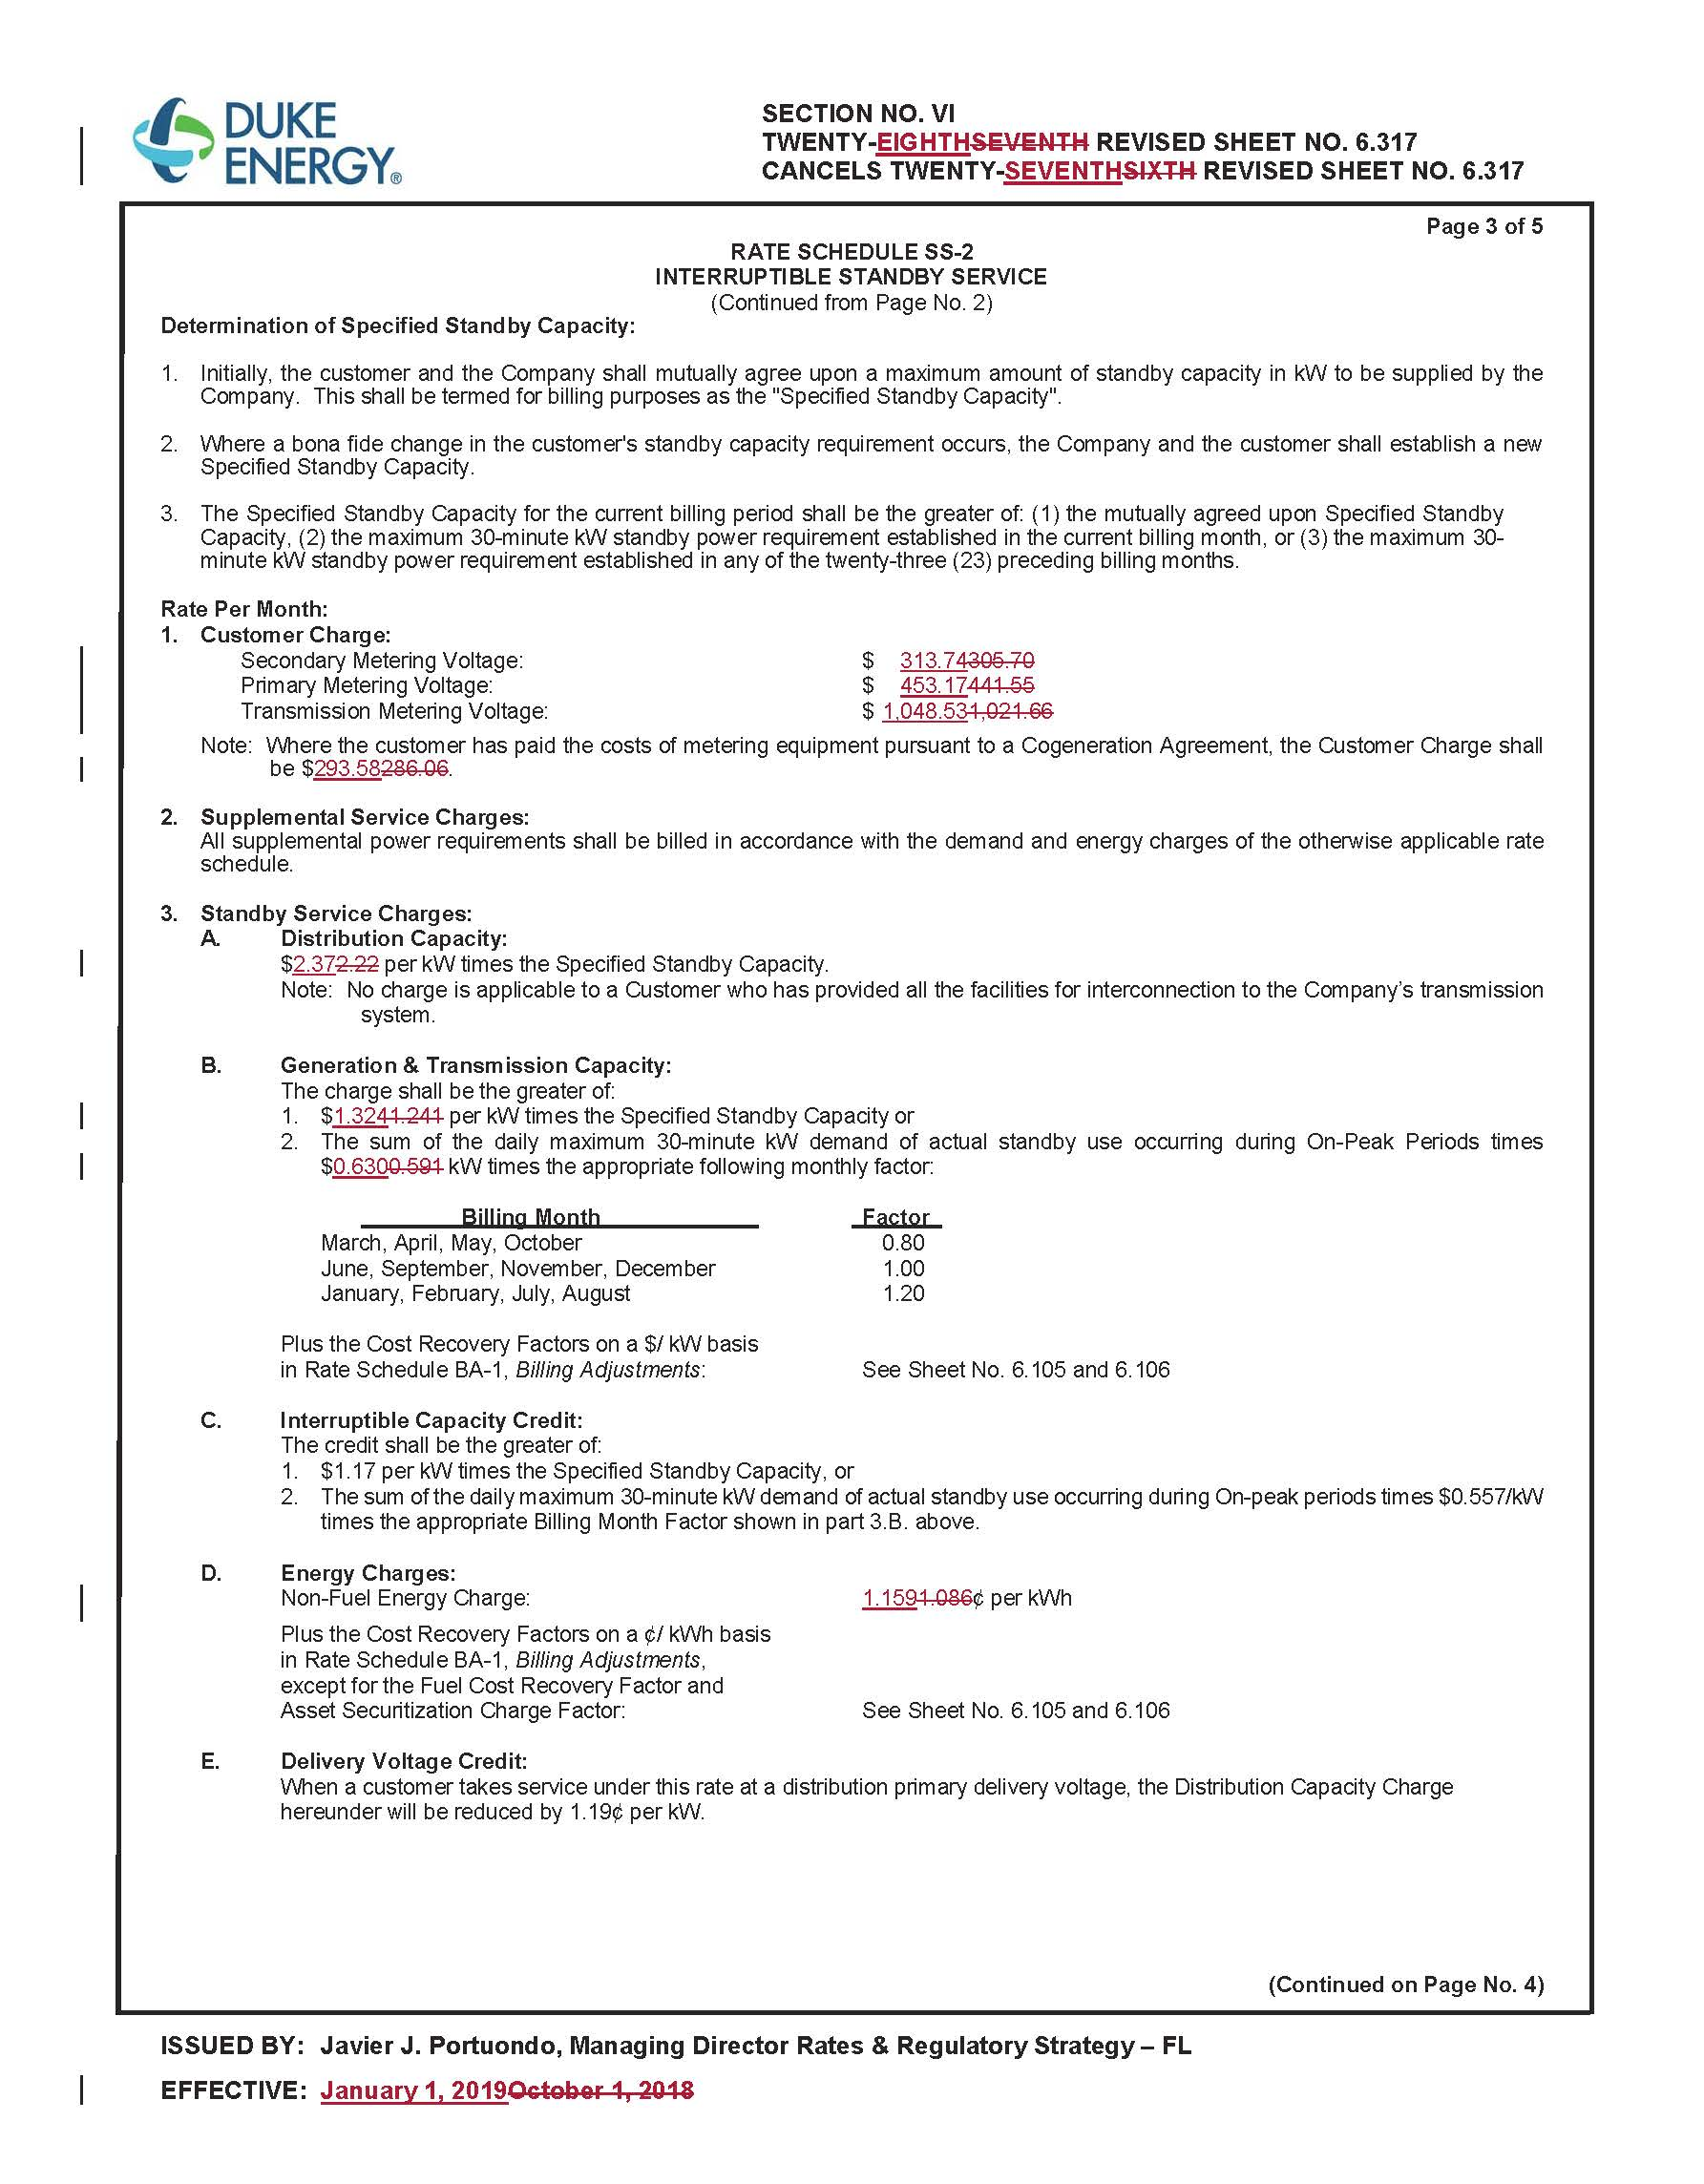 DUKE
ENERGY®
SECTION NO. VI
TWENTY-EIGHTHSEVENTH REVISED SHEET NO. 6.317
CANCELS TWENTY-SEVENTHSIXTH REVISED SHEET NO. 6.317
Page 3 of 5
RATE SCHEDULE SS-2
INTERRUPTIBLE STANDBY SERVICE
(Continued from Page No. 2)
Determination of Specified Standby Capacity:
1. Initially, the customer and the Company shall mutually agree upon a maximum amount of standby capacity in kW to be supplied by the
Company. This shall be termed for billing purposes as the "Specified Standby Capacity".
2. Where a bona fide change in the customer's standby capacity requirement occurs, the Company and the customer shall establish a new
Specified Standby Capacity.
3. The Specified Standby Capacity for the current billing period shall be the greater of: (1) the mutually agreed upon Specified Standby
Capacity, (2) the maximum 30-minute kW standby power requirement established in the current billing month, or (3) the maximum 30-
minute kW standby power requirement established in any of the twenty-three (23) preceding billing months.
Rate Per Month:
1. Customer Charge:
Secondary Metering Voltage: $ 313.74305.70
Primary Metering Voltage: $ 453.17441.55
Transmission Metering Voltage: $ 1,048.531,021.66
Note: Where the customer has paid the costs of metering equipment pursuant to a Cogeneration Agreement, the Customer Charge shall
be $293.58286.06.
2. Supplemental Service Charges:
All supplemental power requirements shall be billed in accordance with the demand and energy charges of the otherwise applicable rate
schedule.
3. Standby Service Charges:
A. Distribution Capacity:
$2.372.22 per kW times the Specified Standby Capacity.
Note: No charge is applicable to a Customer who has provided all the facilities for interconnection to the Company's transmission
system.
B. Generation & Transmission Capacity:
The charge shall be the greater of:
1. $1.3241.241 per kW times the Specified Standby Capacity or
2. The sum of the daily maximum 30-minute kW demand of actual standby use occurring during On-Peak Periods times
$0.6300.591 kW times the appropriate following monthly factor:
Billing Month Factor
March, April, May, October 0.80
June, September, November, December 1.00
January, February, July, August 1.20
Plus the Cost Recovery Factors on a $/ kW basis
in Rate Schedule BA-1, Billing Adjustments: See Sheet No. 6.105 and 6.106
C. Interruptible Capacity Credit:
The credit shall be the greater of:
1. $1.17 per kW times the Specified Standby Capacity, or
2. The sum of the daily maximum 30-minute kW demand of actual standby use occurring during On-peak periods times $0.557/kW
times the appropriate Billing Month Factor shown in part 3.B. above.
D. Energy Charges:
Non-Fuel Energy Charge: 1.1591.086¢ per kWh
Plus the Cost Recovery Factors on a ¢/ kWh basis
in Rate Schedule BA-1, Billing Adjustments,
except for the Fuel Cost Recovery Factor and
Asset Securitization Charge Factor: See Sheet No. 6.105 and 6.106
E. Delivery Voltage Credit:
When a customer takes service under this rate at a distribution primary delivery voltage, the Distribution Capacity Charge
hereunder will be reduced by 1.19¢ per kW.
(Continued on Page No. 4)
ISSUED BY: Javier J. Portuondo, Managing Director Rates & Regulatory Strategy – FL
EFFECTIVE: January 1, 2019October 1, 2018